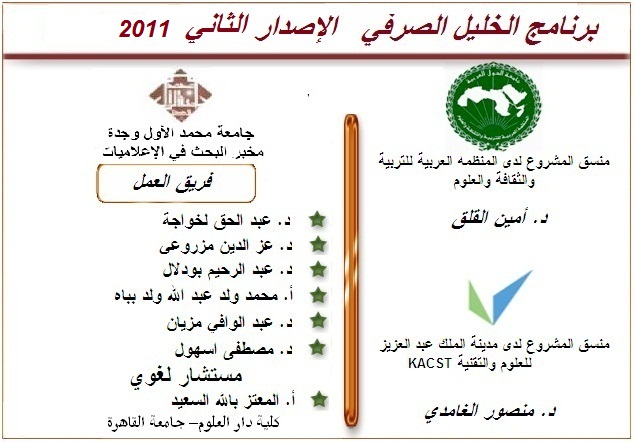 برنامج الخليل الصرفي الإصدار الثاني 2011
منسق المشروع لدى المنظمه العربية للتربية
والثقافة والعلوم
د. أمين القلق
منسق المشروع لدى مدينة الملك عبد العزيز
للعلوم والتقنية KACST
د. منصور الغامدي
جامعة محمد الأول وجدة
مخبر البحث في الإعلاميات
فريق العمل
د. عبد الحق لخواجة
د. عز الدين مزروعى
د. عبد الرحيم بودلال
أ. محمد ولد عبد الله ولد بباه
د. عبد الوافي مزيان
د. مصطفى اسهول
مستشار لغوي
أ. المعتز بالله السعيد
كلية دار العلوم– جامعة القاهرة